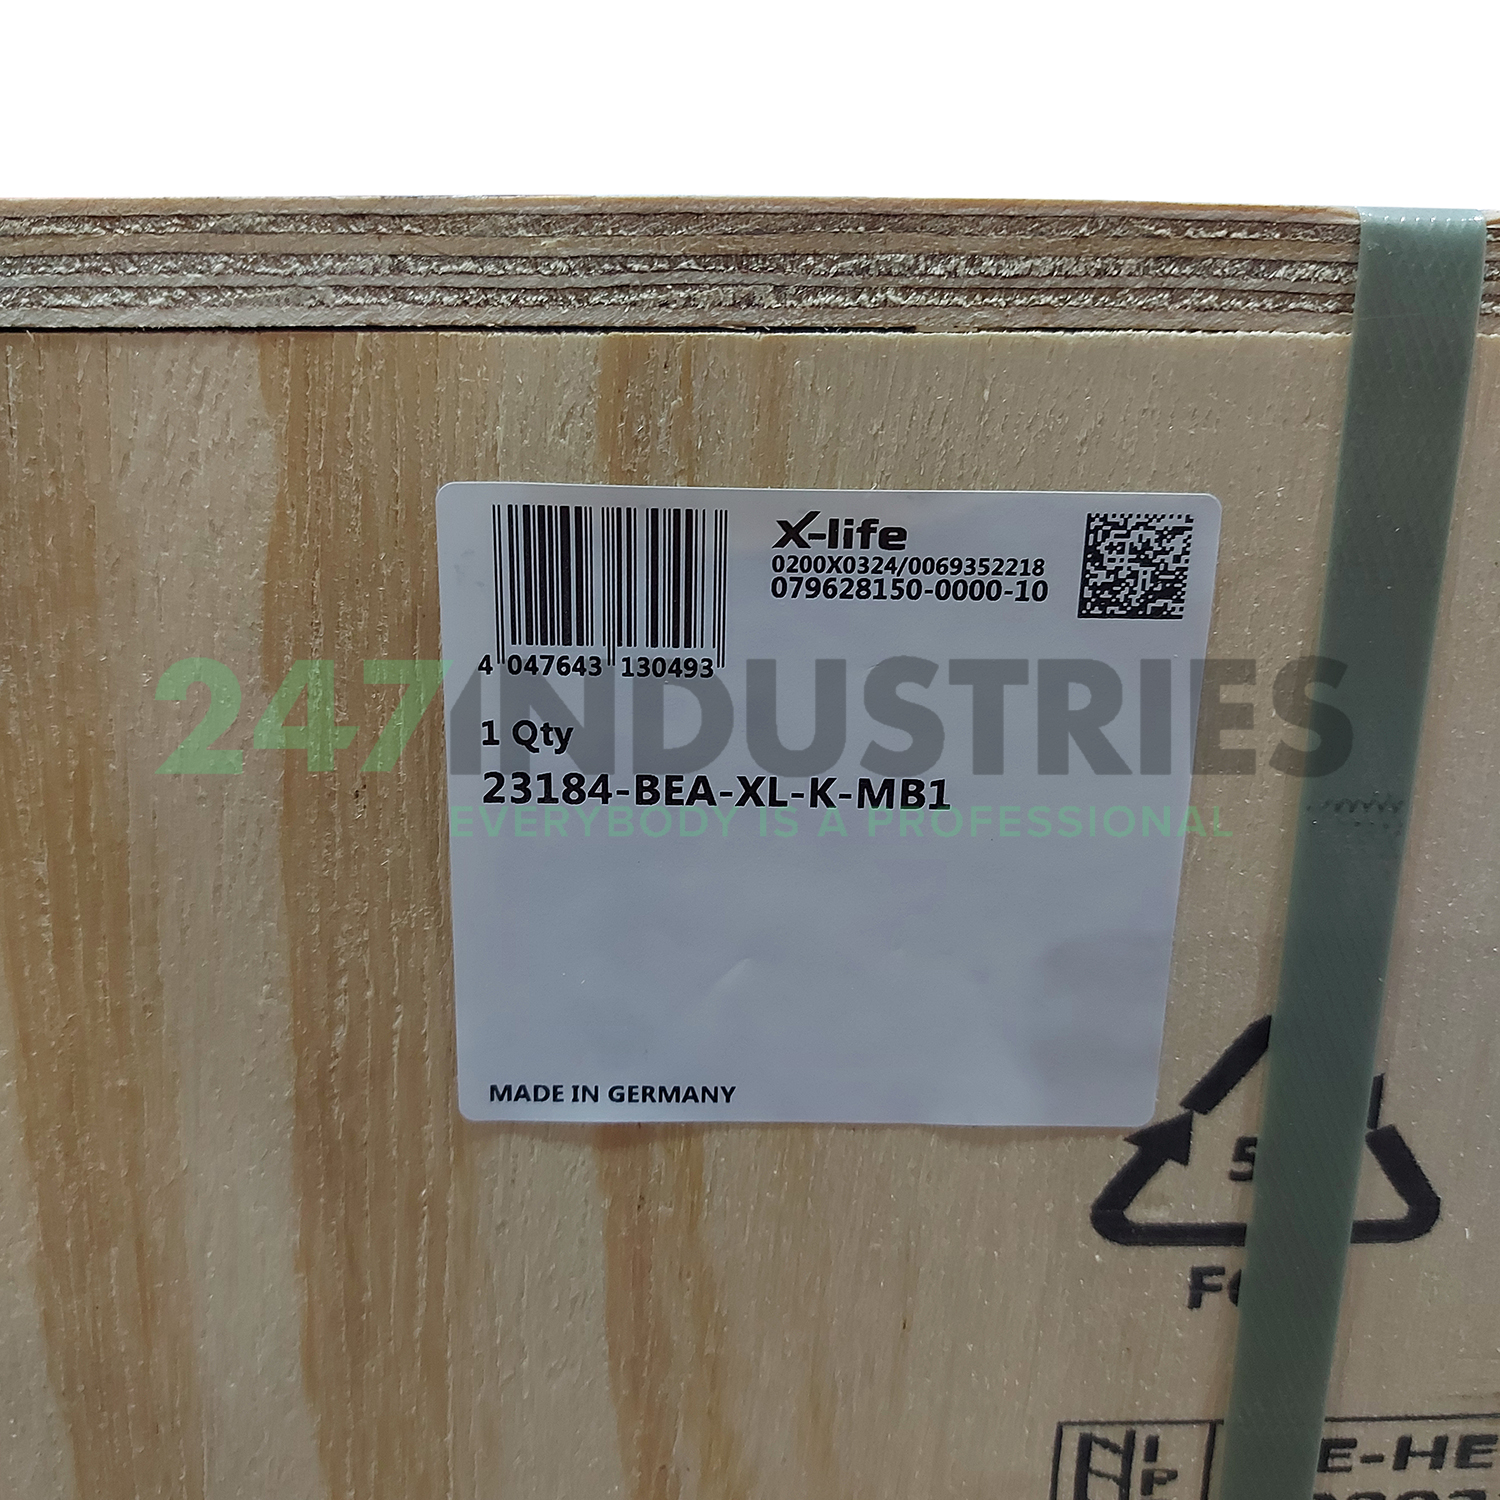 X-life
0200X0324/0069352218
079628150-0000-10
4 047643 130493
247INDUSTRIES
1 Qty
23184-BEA-XL-K-MB1
EVERYBODY IS A PROFESSIONAL
MADE IN GERMANY